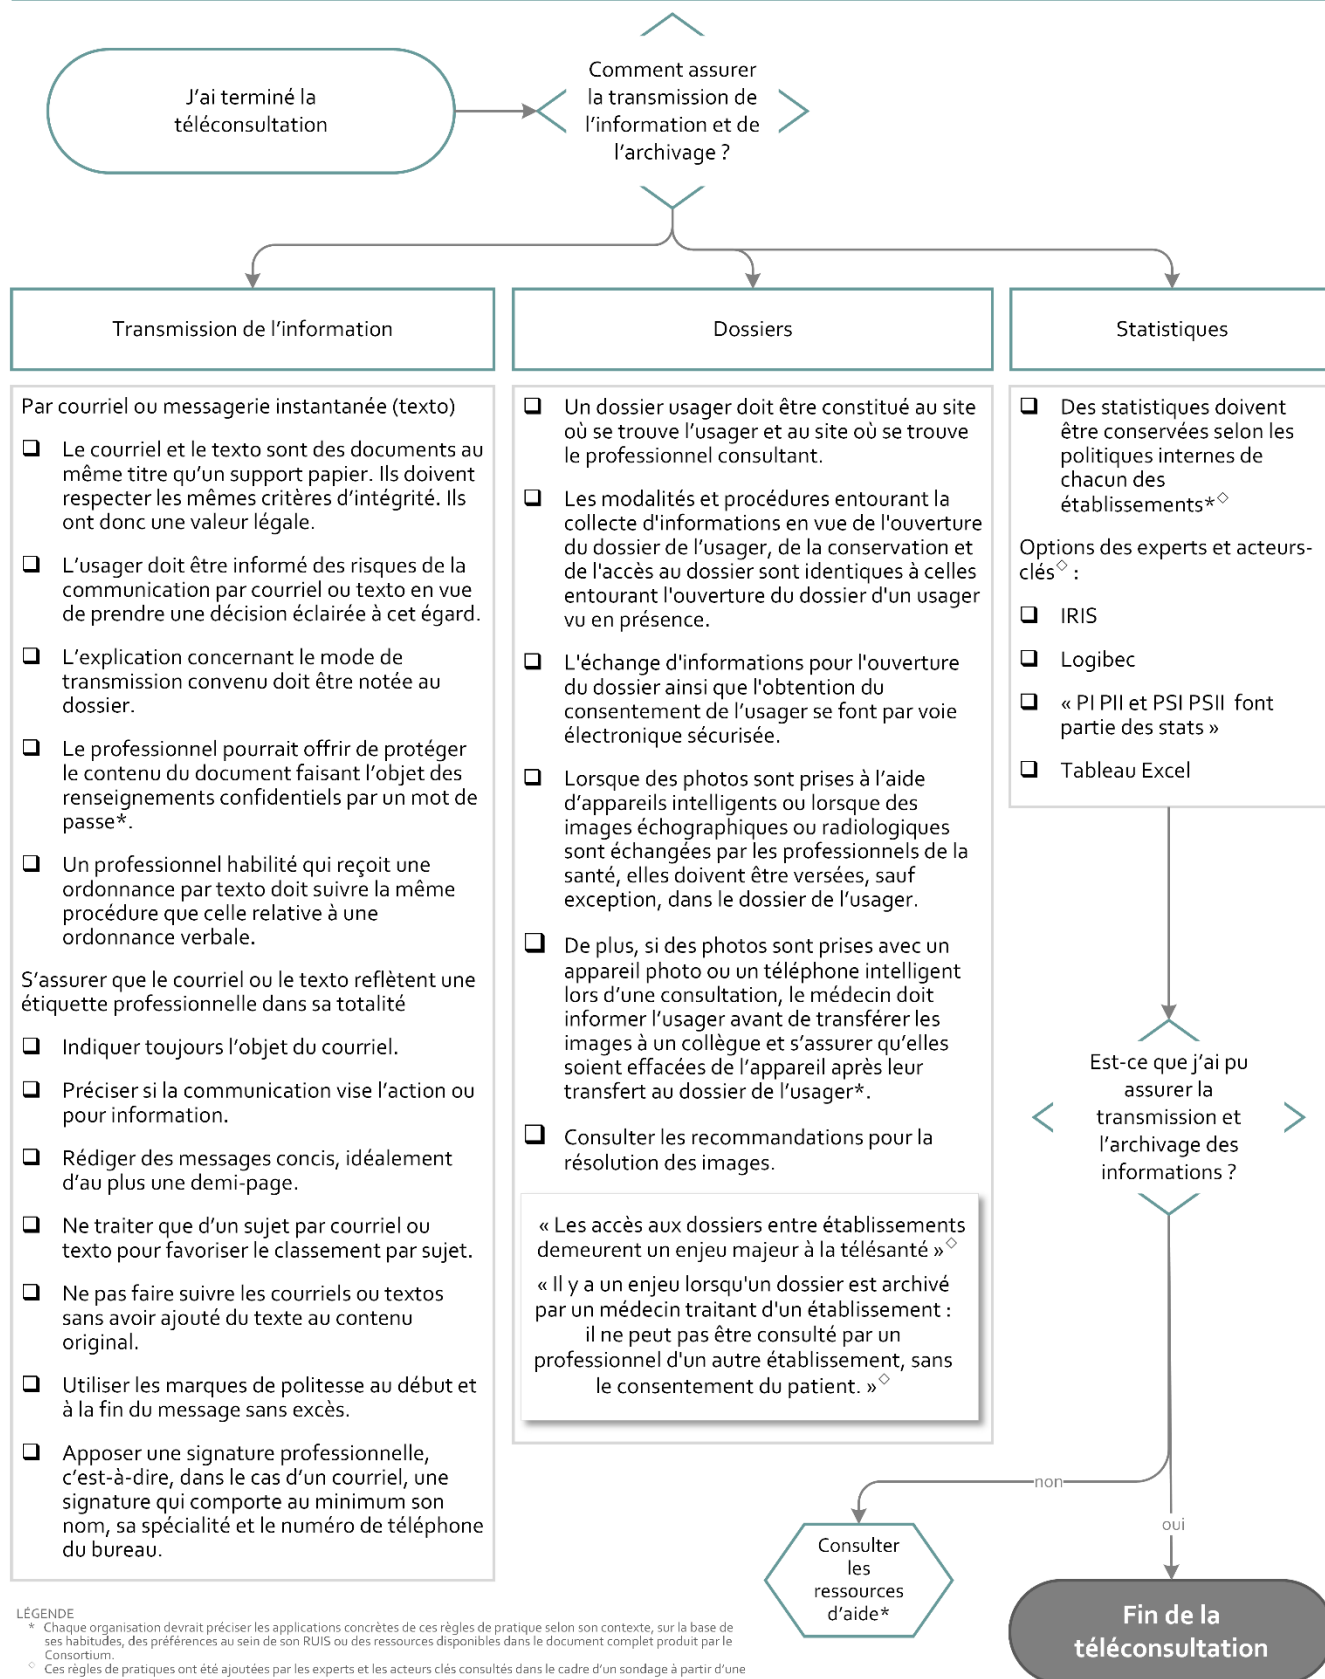 J'ai terminé la
téléconsultation
Comment assurer
la transmission de
l'information et de
l'archivage ?
Transmission de l'information
Dossiers
Statistiques
Par courriel ou messagerie instantanée (texto)
❑ Le courriel et le texto sont des documents au
même titre qu'un support papier. Ils doivent
respecter les mêmes critères d'intégrité. Ils
ont donc une valeur légale.
❑ L'usager doit être informé des risques de la
communication par courriel ou texto en vue
de prendre une décision éclairée à cet égard.
❑ L'explication concernant le mode de
transmission convenu doit être notée au
dossier.
❑ Le professionnel pourrait offrir de protéger
le contenu du document faisant l'objet des
renseignements confidentiels par un mot de
passe*.
❑ Un professionnel habilité qui reçoit une
ordonnance par texto doit suivre la même
procédure que celle relative à une
ordonnance verbale.
S'assurer que le courriel ou le texto reflètent une
étiquette professionnelle dans sa totalité
❑ Indiquer toujours l'objet du courriel.
❑ Préciser si la communication vise l'action ou
pour information.
❑ Rédiger des messages concis, idéalement
d'au plus une demi-page.
❑ Ne traiter que d'un sujet par courriel ou
texto pour favoriser le classement par sujet.
❑ Ne pas faire suivre les courriels ou textos
sans avoir ajouté du texte au contenu
original.
❑ Utiliser les marques de politesse au début et
à la fin du message sans excès.
❑ Apposer une signature professionnelle,
c'est-à-dire, dans le cas d'un courriel, une
signature qui comporte au minimum son
nom, sa spécialité et le numéro de téléphone
du bureau.
❑ Un dossier usager doit être constitué au site
où se trouve l'usager et au site où se trouve
le professionnel consultant.
❑ Les modalités et procédures entourant la
collecte d'informations en vue de l'ouverture
du dossier de l'usager, de la conservation et
de l'accès au dossier sont identiques à celles
entourant l'ouverture du dossier d'un usager
vu en présence.
❑ L'échange d'informations pour l'ouverture
du dossier ainsi que l'obtention du
consentement de l'usager se font par voie
électronique sécurisée.
❑ Lorsque des photos sont prises à l'aide
d'appareils intelligents ou lorsque des
images échographiques ou radiologiques
sont échangées par les professionnels de la
santé, elles doivent être versées, sauf
exception, dans le dossier de l'usager.
❑ De plus, si des photos sont prises avec un
appareil photo ou un téléphone intelligent
lors d'une consultation, le médecin doit
informer l'usager avant de transférer les
images à un collègue et s'assurer qu'elles
soient effacées de l'appareil après leur
transfert au dossier de l'usager*.
❑ Consulter les recommandations pour la
résolution des images.
« Les accès aux dossiers entre établissements
demeurent un enjeu majeur à la télésanté »◇
« Il y a un enjeu lorsqu'un dossier est archivé
par un médecin traitant d'un établissement :
il ne peut pas être consulté par un
professionnel d'un autre établissement, sans
le consentement du patient. »◇
❑ Des statistiques doivent
être conservées selon les
politiques internes de
chacun des
établissements*◇
Options des experts et acteurs-
clés◇ :
❑ IRIS
❑ Logibec
❑ « PI PII et PSI PSII font
partie des stats »
❑ Tableau Excel
Est-ce que j'ai pu
assurer la
transmission et
l'archivage des
informations ?
non
oui
Consulter
les
ressources
d'aide*
Fin de la
téléconsultation
LÉGENDE
* Chaque organisation devrait préciser les applications concrètes de ces règles de pratique selon son contexte, sur la base de
ses habitudes, des préférences au sein de son RUIS ou des ressources disponibles dans le document complet produit par le
Consortium.
◇ Ces règles de pratiques ont été ajoutées par les experts et les acteurs clés consultés dans le cadre d'un sondage à partir d'une